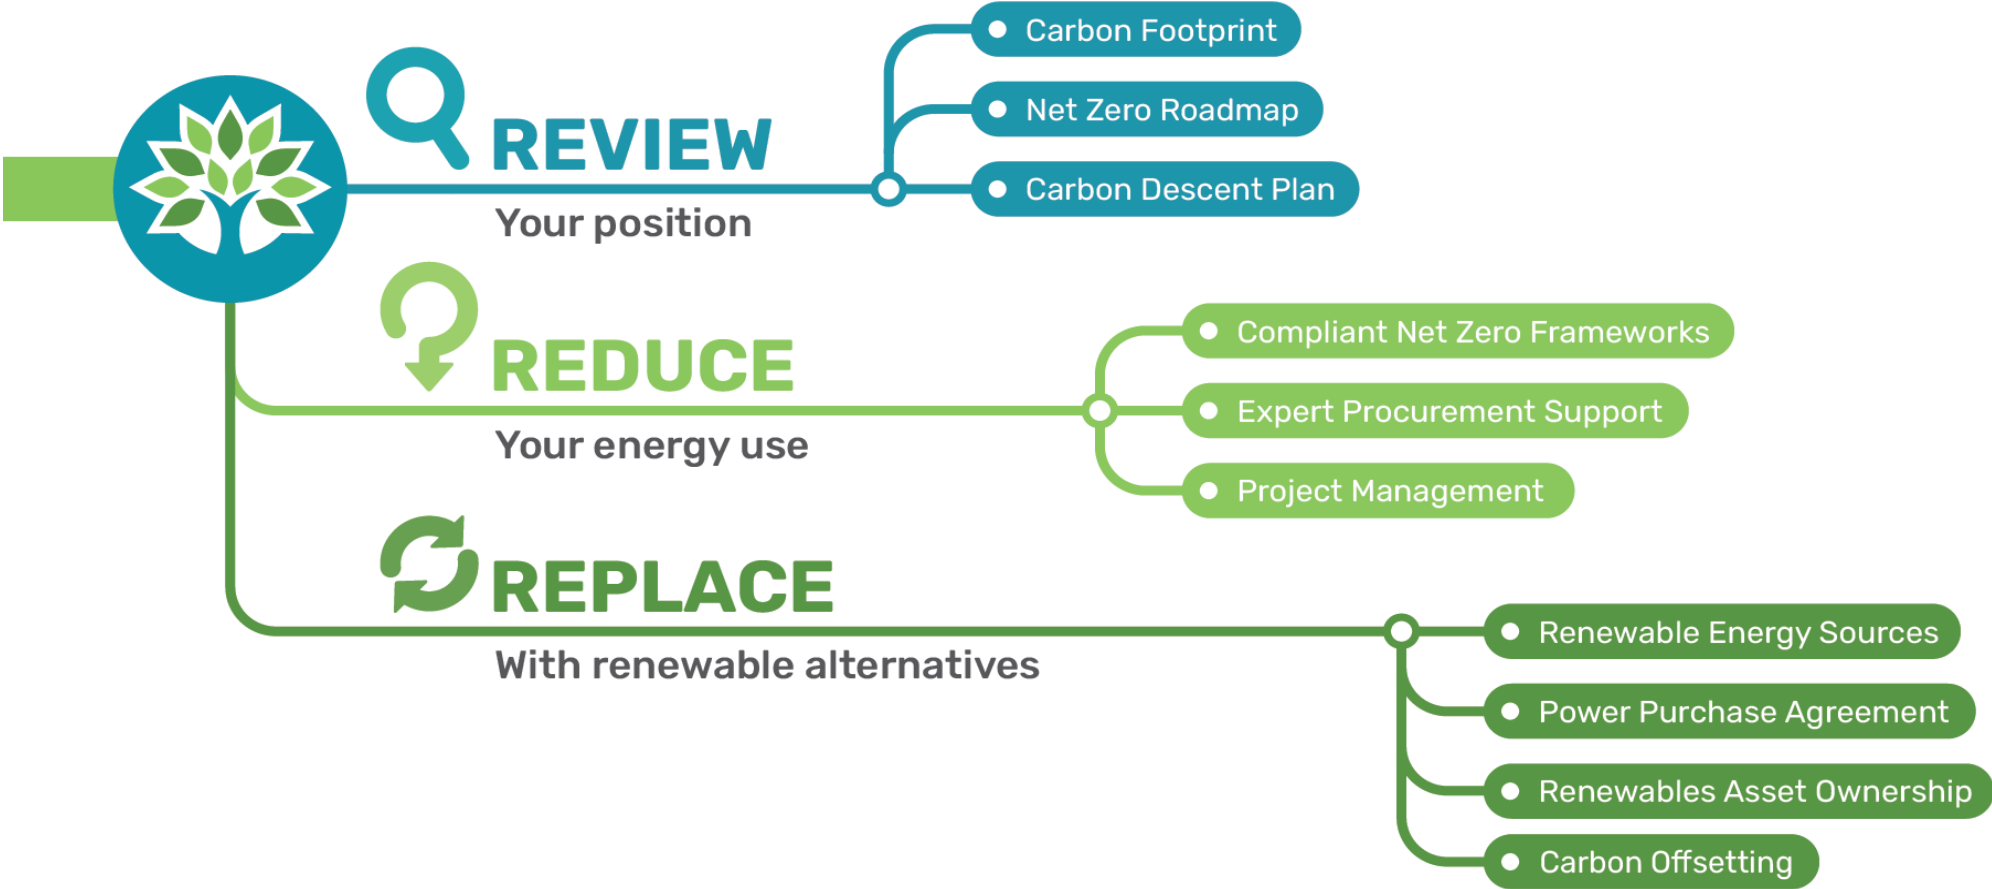 REVIEW
Your position
Carbon Footprint
Net Zero Roadmap
Carbon Descent Plan
REDUCE
Your energy use
Compliant Net Zero Frameworks
Expert Procurement Support
Project Management
REPLACE
With renewable alternatives
Renewable Energy Sources
Power Purchase Agreement
Renewables Asset Ownership
Carbon Offsetting